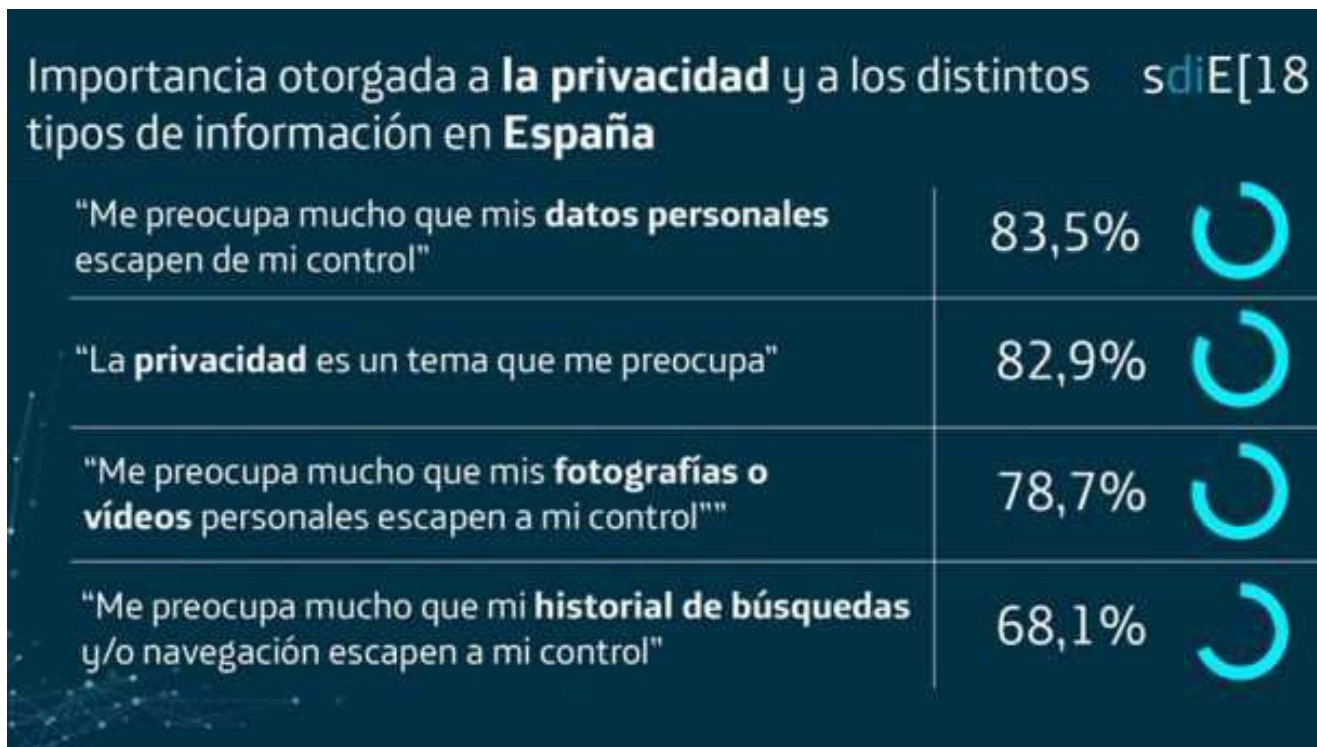 Importancia otorgada a la privacidad y a los distintos
tipos de información en España
sdiE[18
“Me preocupa mucho que mis datos personales
escapen de mi control”
83,5%
“La privacidad es un tema que me preocupa”
82,9%
“Me preocupa mucho que mis fotografías o
vídeos personales escapen a mi control””
78,7%
“Me preocupa mucho que mi historial de búsquedas
y/o navegación escapen a mi control”
68,1%